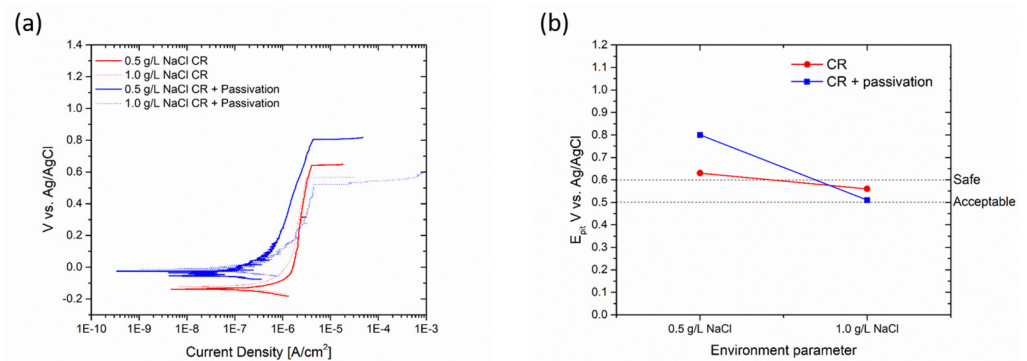 (a)
1.4
1.2
1.0
0.8
0.6
0.4
0.2
0.0
-0.2
V vs. Ag/AgCl
0.5 g/L NaCl CR
1.0 g/L NaCl CR
0.5 g/L NaCl CR + Passivation
1.0 g/L NaCl CR + Passivation
1E-10 1E-9 1E-8 1E-7 1E-6 1E-5 1E-4 1E-3
Current Density [A/cm²]
(b)
1.2
1.1
1.0
0.9
0.8
0.7
0.6
0.5
0.4
0.3
0.2
0.1
0.0
Epit V vs. Ag/AgCl
CR
CR + passivation
Safe
Acceptable
0.5 g/L NaCl 1.0 g/L NaCl
Environment parameter